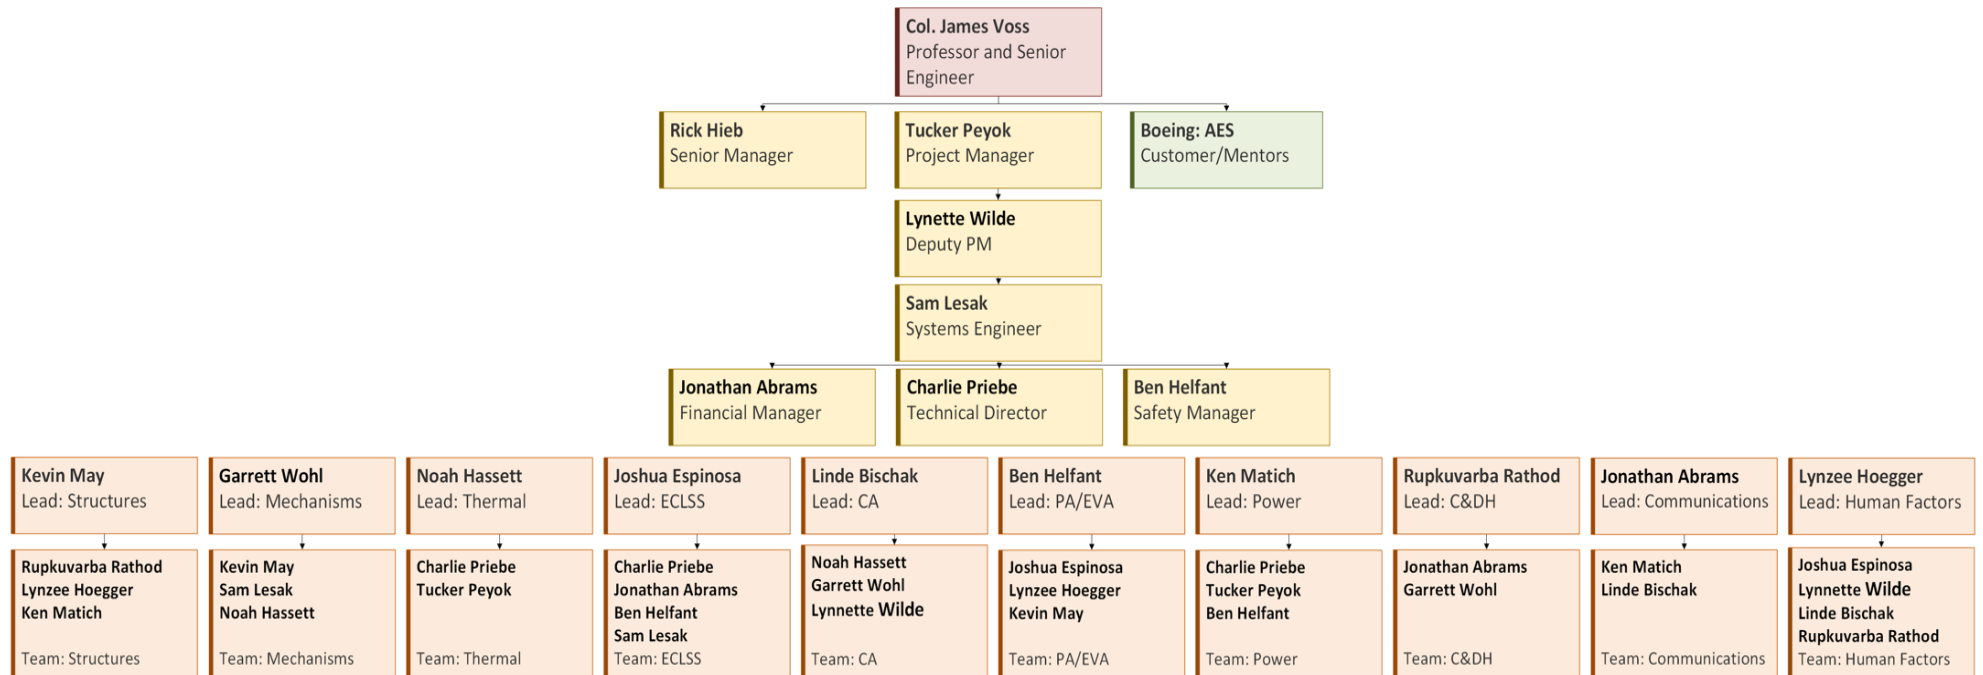 Col. James Voss
Professor and Senior
Engineer
Rick Hieb
Senior Manager
Tucker Peyok
Project Manager
Boeing: AES
Customer/Mentors
Lynette Wilde
Deputy PM
Sam Lesak
Systems Engineer
Jonathan Abrams
Financial Manager
Charlie Priebe
Technical Director
Ben Helfant
Safety Manager
Kevin May
Lead: Structures
Garrett Wohl
Lead: Mechanisms
Noah Hassett
Lead: Thermal
Joshua Espinosa
Lead: ECLSS
Linde Bischak
Lead: CA
Ben Helfant
Lead: PA/EVA
Ken Matich
Lead: Power
Rupkuvarba Rathod
Lead: C&DH
Jonathan Abrams
Lead: Communications
Lynzee Hoegger
Lead: Human Factors
Rupkuvarba Rathod
Lynzee Hoegger
Ken Matich
Team: Structures
Kevin May
Sam Lesak
Noah Hassett
Team: Mechanisms
Charlie Priebe
Tucker Peyok
Team: Thermal
Charlie Priebe
Jonathan Abrams
Ben Helfant
Sam Lesak
Team: ECLSS
Noah Hassett
Garrett Wohl
Lynnette Wilde
Team: CA
Joshua Espinosa
Lynzee Hoegger
Kevin May
Team: PA/EVA
Charlie Priebe
Tucker Peyok
Ben Helfant
Team: Power
Jonathan Abrams
Garrett Wohl
Team: C&DH
Ken Matich
Linde Bischak
Team: Communications
Joshua Espinosa
Lynnette Wilde
Linde Bischak
Rupkuvarba Rathod
Team: Human Factors